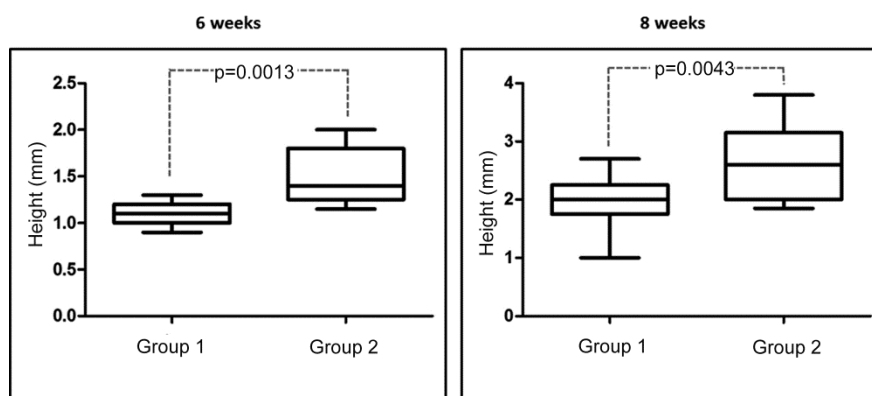 6 weeks
p=0.0013
Height (mm)
2.5
2.0
1.5
1.0
0.5
0.0
Group 1
Group 2
8 weeks
p=0.0043
Height (mm)
4
3
2
1
0
Group 1
Group 2